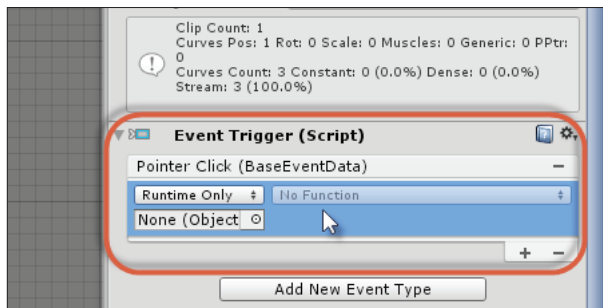 Clip Count: 1
Curves Pos: 1 Rot: 0 Scale: 0 Muscles: 0 Generic: 0 PPtr:
0
Curves Count: 3 Constant: 0 (0.0%) Dense: 0 (0.0%)
Stream: 3 (100.0%)
Event Trigger (Script)
Pointer Click (BaseEventData)
Runtime Only No Function
None (Object
Add New Event Type